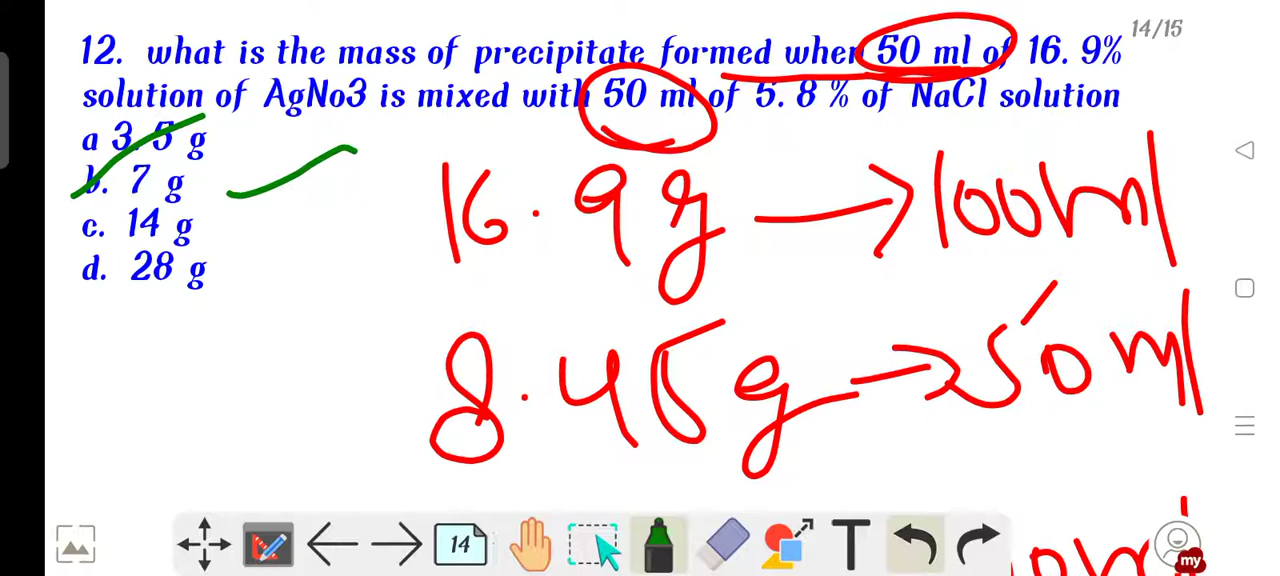 14/15
12. what is the mass of precipitate formed when 50 ml of 16. 9%
solution of AgNo3 is mixed with 50 ml of 5. 8 % of NaCl solution
a 3. 5 g
b. 7 g
c. 14 g
d. 28 g
16.9g → 100ml
8.45g → 50ml
14
T
my